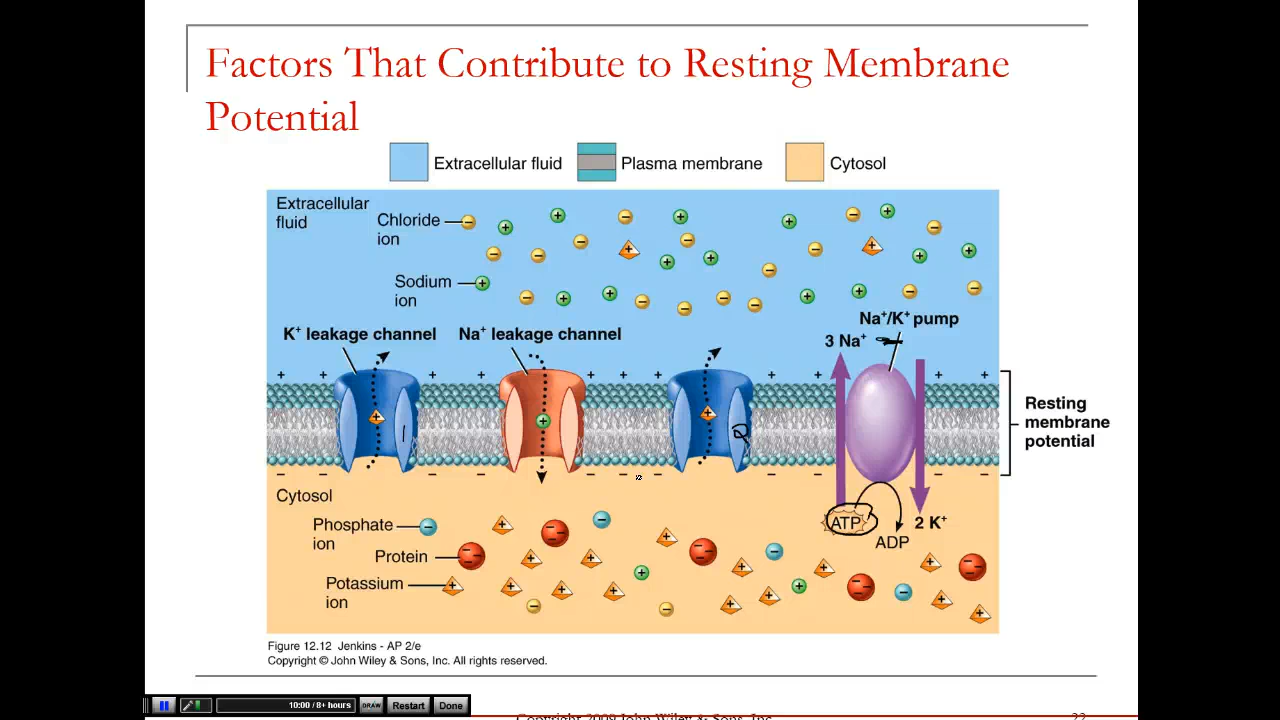 Factors That Contribute to Resting Membrane
Potential
Extracellular fluid
Plasma membrane
Cytosol
Extracellular
fluid
Chloride
ion
Sodium
ion
K⁺ leakage channel
Na⁺ leakage channel
Na⁺/K⁺ pump
3 Na⁺
Resting
membrane
potential
Cytosol
Phosphate
ion
Protein
Potassium
ion
ATP
ADP
2 K⁺
Figure 12.12 Jenkins - AP 2/e
Copyright © John Wiley & Sons, Inc. All rights reserved.
10:00 / 8+ hours
DRAW
Restart
Done
Copyright 2009 John Wiley & Sons, Inc
22